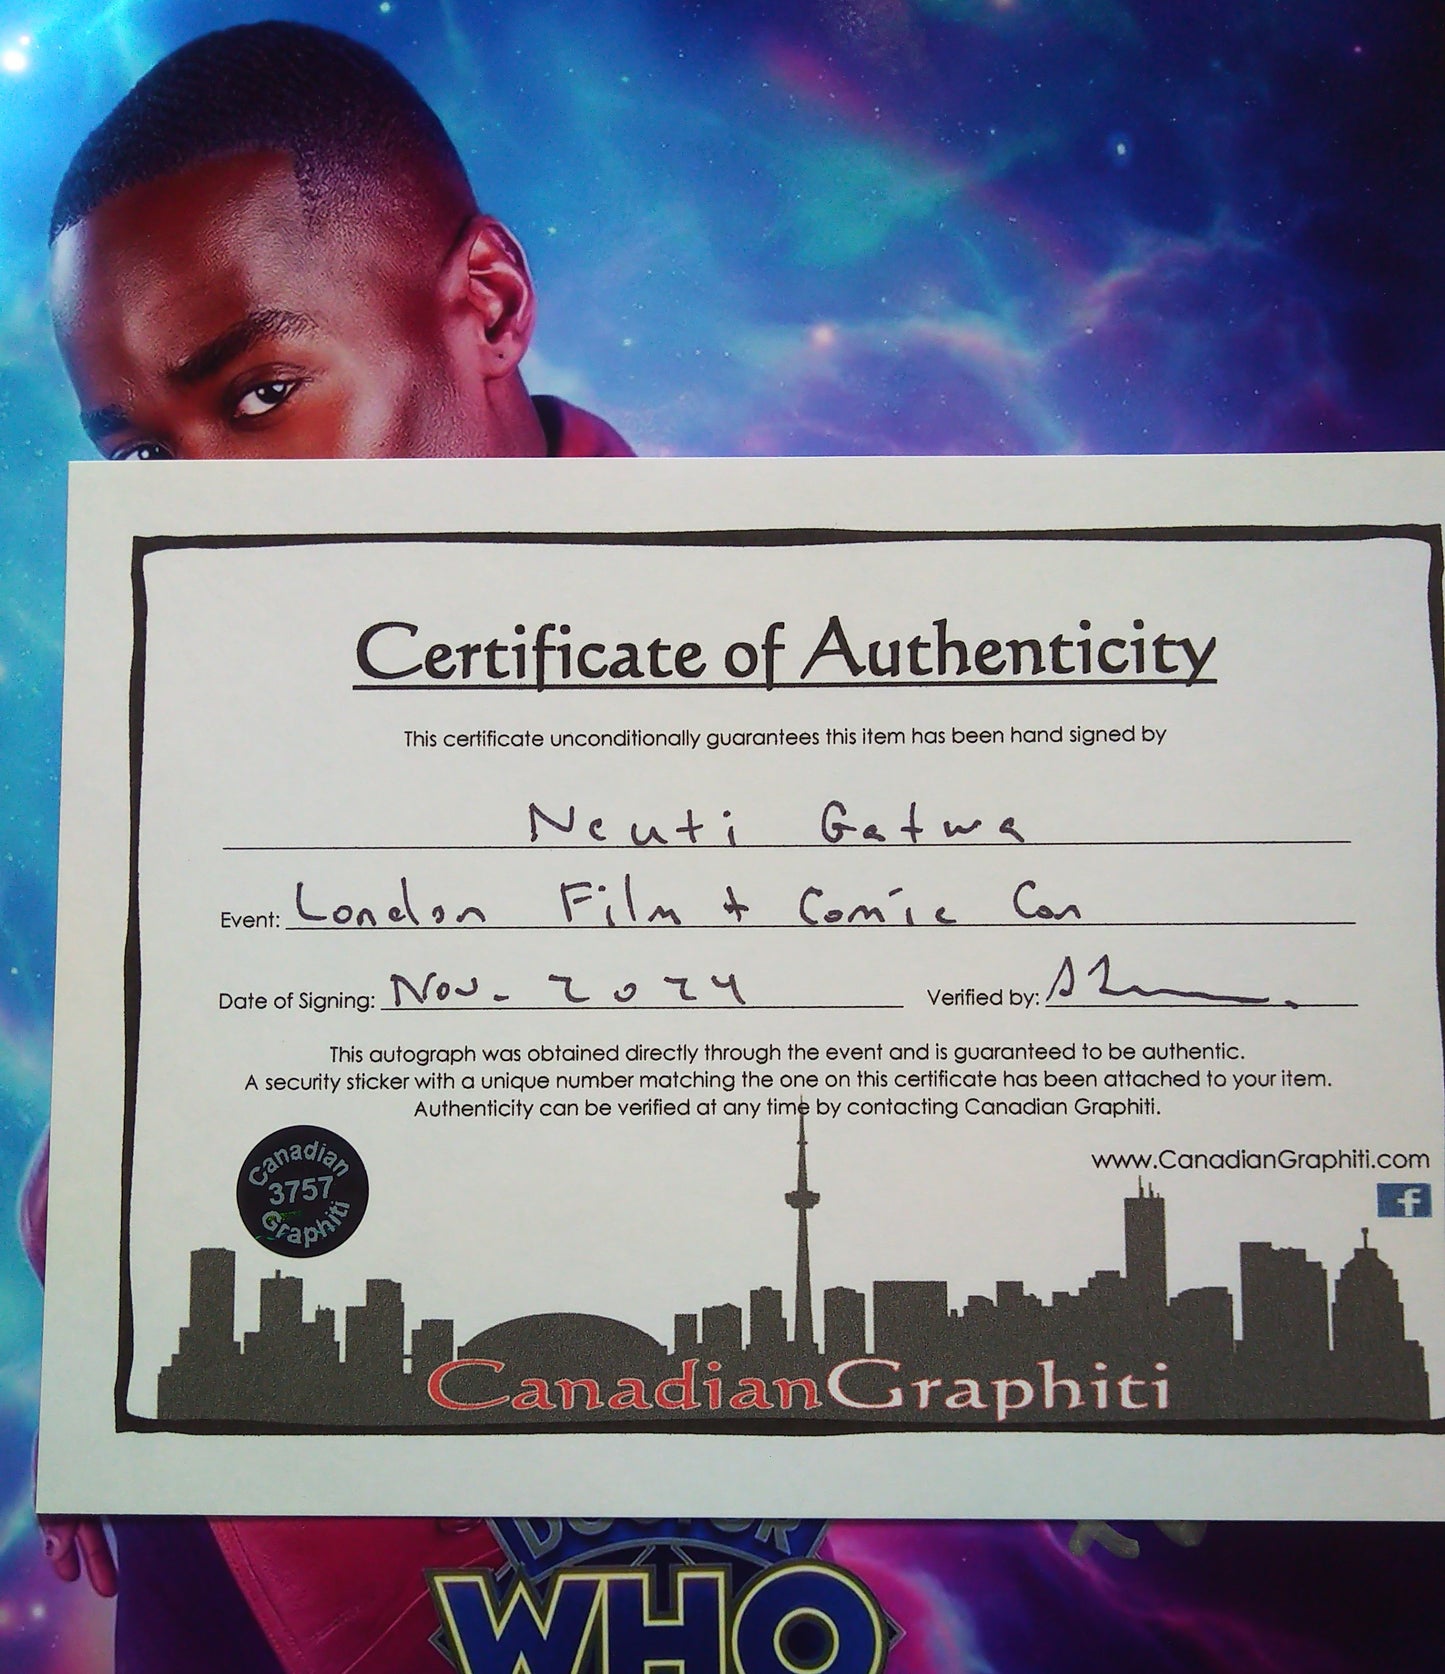 Certificate of Authenticity
This certificate unconditionally guarantees this item has been hand signed by
Ncuti Gatwa
Event: London Film + Comic Con
Date of Signing: Nov. 2024
Verified by:
This autograph was obtained directly through the event and is guaranteed to be authentic.
A security sticker with a unique number matching the one on this certificate has been attached to your item.
Authenticity can be verified at any time by contacting Canadian Graphiti.
www.CanadianGraphiti.com
f
Canadian
3757
Graphiti
CanadianGraphiti
DOCTOR
WHO